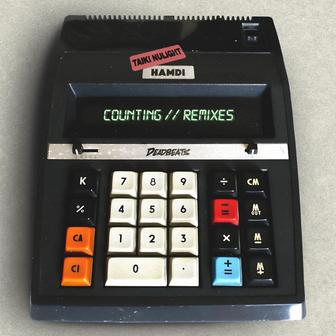 TAIKI NULIGHT
HAMDI
COUNTING // REMIXES
DEADBEATS
K 7 8 9 ÷ CM
% 4 5 6 = M OUT
CA 1 2 3 × M
CI 0 . + = M +